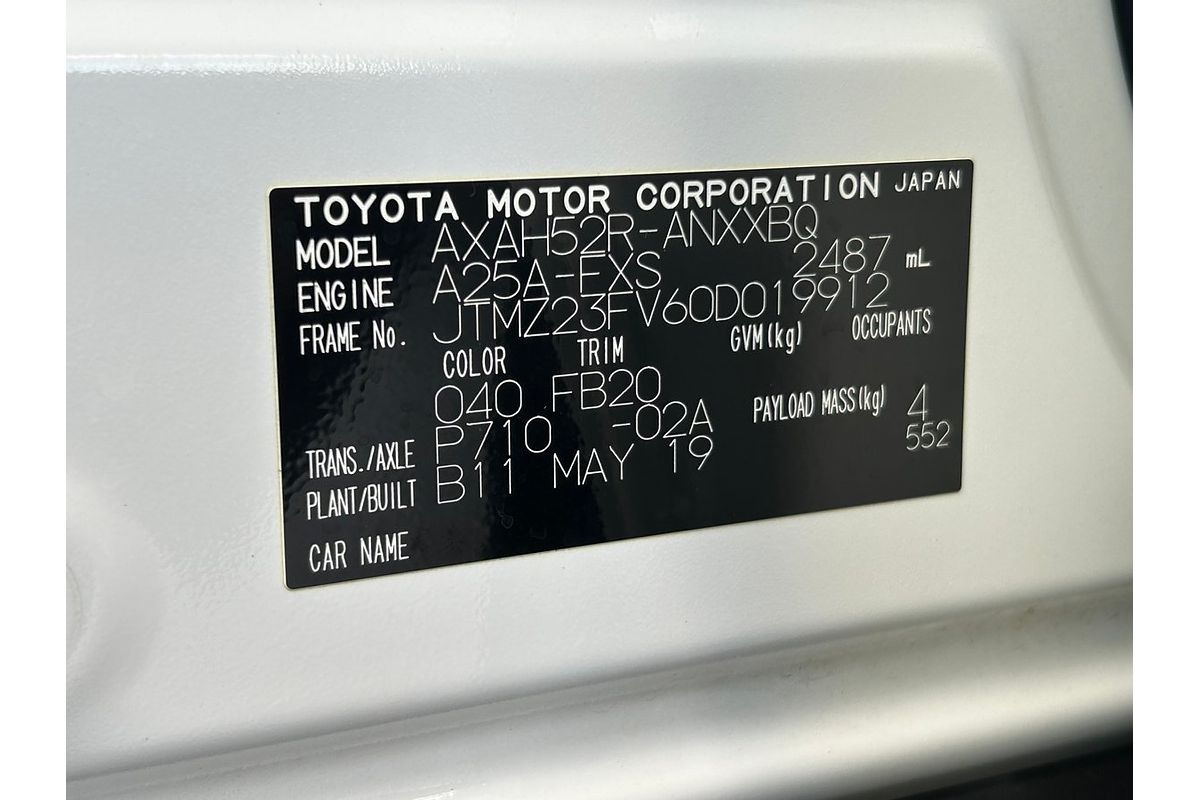 TOYOTA MOTOR CORPORATION JAPAN
MODEL AXAH52R-ANXXBQ
ENGINE A25A-FXS 2487 mL
FRAME No. JTMZ23FV60D019912
COLOR TRIM GVM(kg) OCCUPANTS
040 FB20 PAYLOAD MASS(kg) 4
TRANS./AXLE P710 -02A 552
PLANT/BUILT B11 MAY 19
CAR NAME